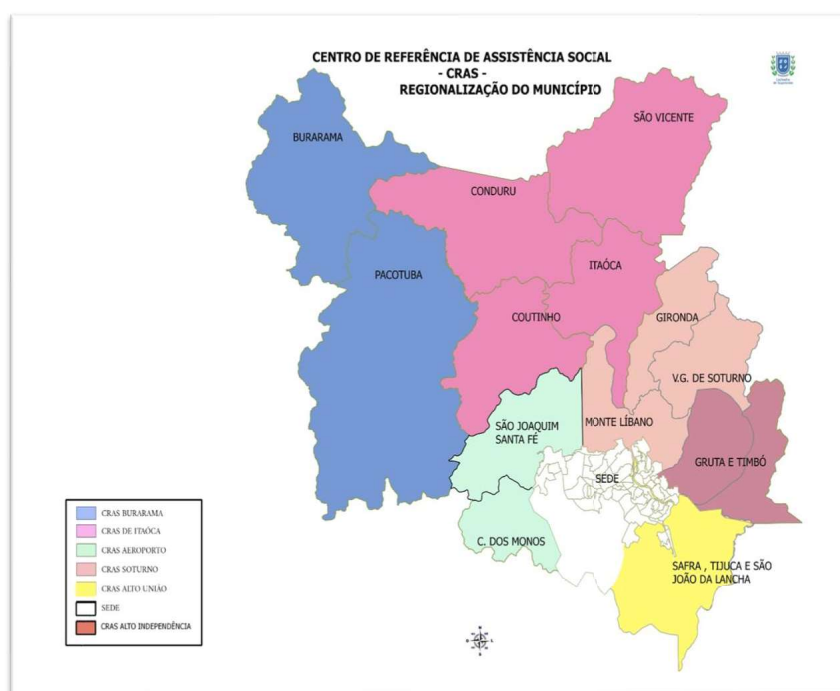 CENTRO DE REFERÊNCIA DE ASSISTÊNCIA SOCIAL
- CRAS -
REGIONALIZAÇÃO DO MUNICÍPIO
SÃO VICENTE
BURARAMA
CONDURU
ITAÓCA
PACOTUBA
COUTINHO
GIRONDA
V.G. DE SOTURNO
MONTE LÍBANO
SÃO JOAQUIM
SANTA FÉ
GRUTA E TIMBÓ
SEDE
C. DOS MONOS
SAFRA , TIJUCA E SÃO
JOÃO DA LANCHA
CRAS BURARAMA
CRAS DE ITAÓCA
CRAS AEROPORTO
CRAS SOTURNO
CRAS ALTO UNIÃO
SEDE
CRAS ALTO INDEPENDÊNCIA